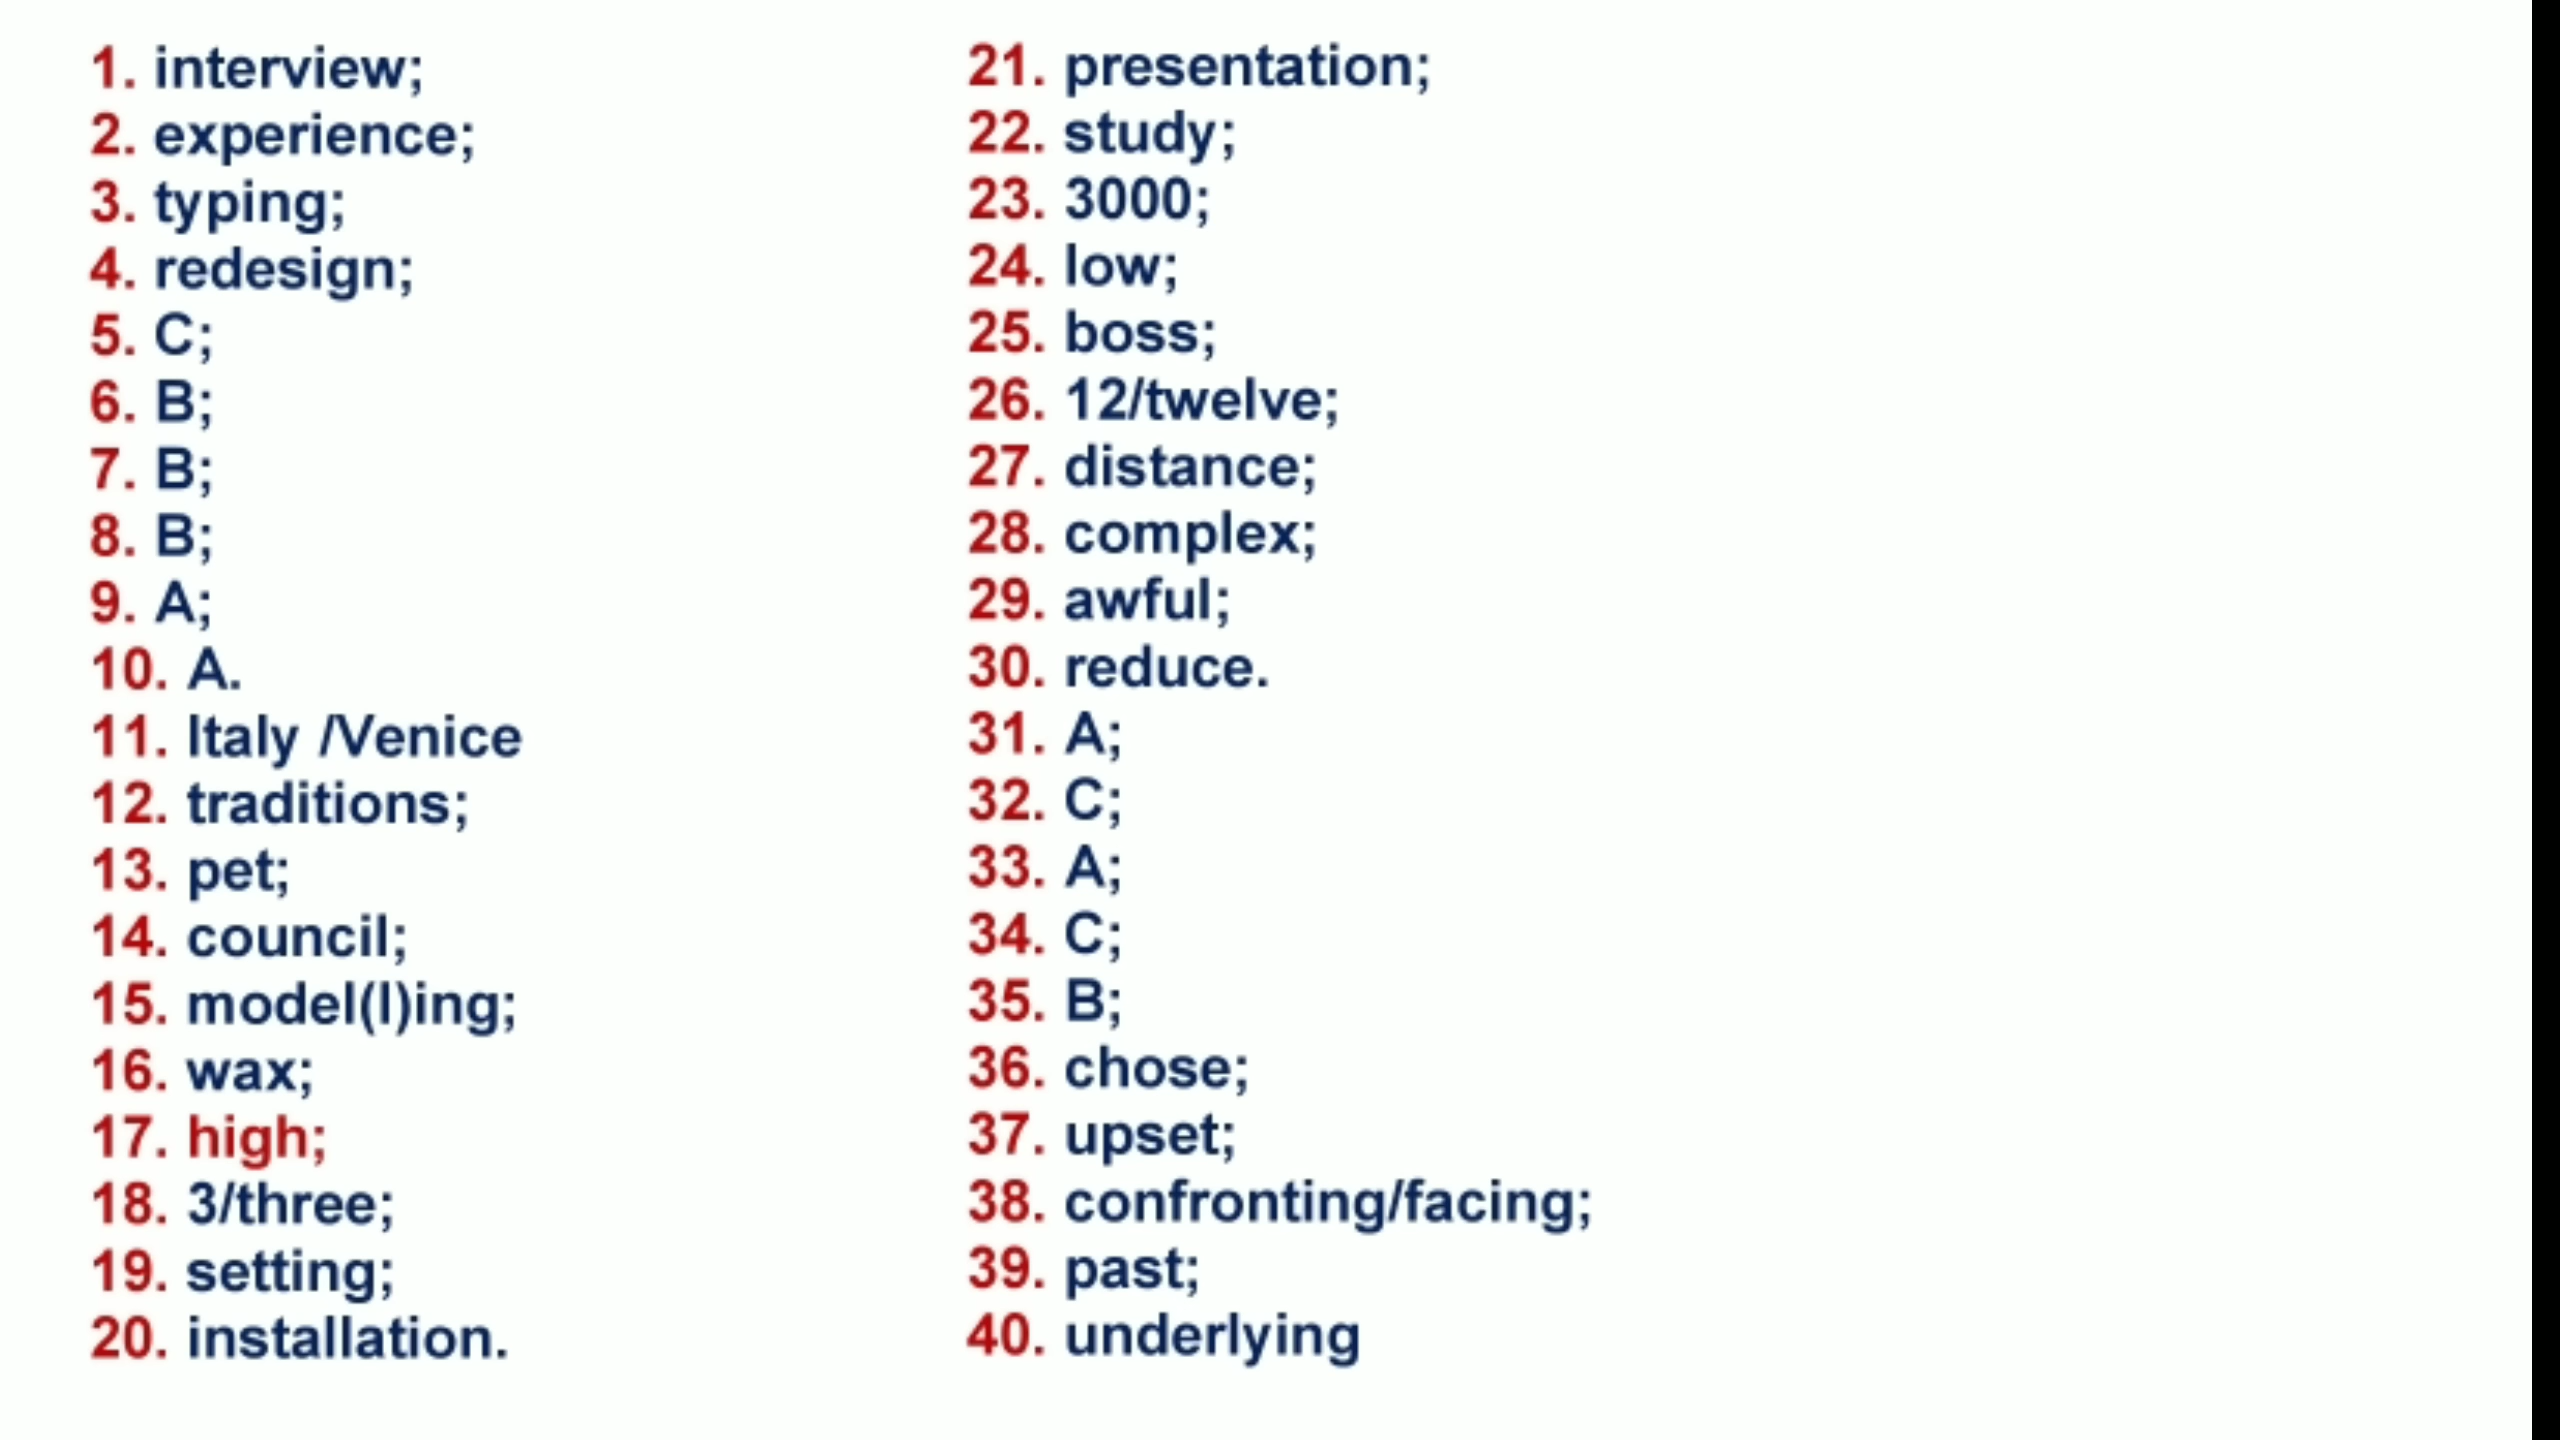 1. interview;
2. experience;
3. typing;
4. redesign;
5. C;
6. B;
7. B;
8. B;
9. A;
10. A.
11. Italy /Venice
12. traditions;
13. pet;
14. council;
15. model(l)ing;
16. wax;
17. high;
18. 3/three;
19. setting;
20. installation.
21. presentation;
22. study;
23. 3000;
24. low;
25. boss;
26. 12/twelve;
27. distance;
28. complex;
29. awful;
30. reduce.
31. A;
32. C;
33. A;
34. C;
35. B;
36. chose;
37. upset;
38. confronting/facing;
39. past;
40. underlying